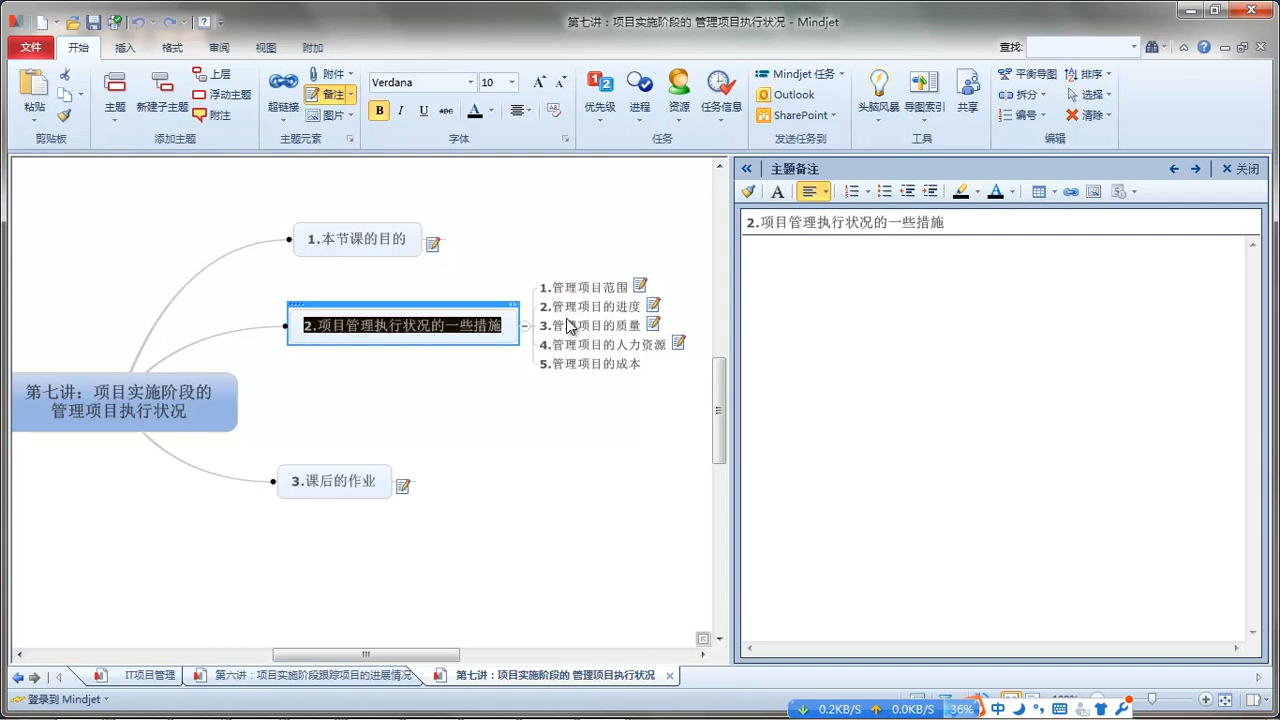 第七讲：项目实施阶段的 管理项目执行状况 - Mindjet
文件 开始 插入 格式 审阅 视图 附加 查找:
粘贴 剪贴板
主题 新建子主题 上层 浮动主题 附注 添加主题
超链接 附件 备注 图片 主题元素
Verdana 10 B I U abc A 字体
优先级 进程 资源 任务信息 任务
Mindjet 任务 Outlook SharePoint 发送任务到
头脑风暴 导图索引 共享 工具
平衡导图 拆分 编号 排序 选择 清除 编辑
1.本节课的目的
2.项目管理执行状况的一些措施
1.管理项目范围
2.管理项目的进度
3.管理项目的质量
4.管理项目的人力资源
5.管理项目的成本
第七讲：项目实施阶段的
管理项目执行状况
3.课后的作业
主题备注 关闭
2.项目管理执行状况的一些措施
IT项目管理 第六讲：项目实施阶段跟踪项目的进展情况 第七讲：项目实施阶段的 管理项目执行状况
登录到 Mindjet
0.2KB/S 0.0KB/S 36% 中